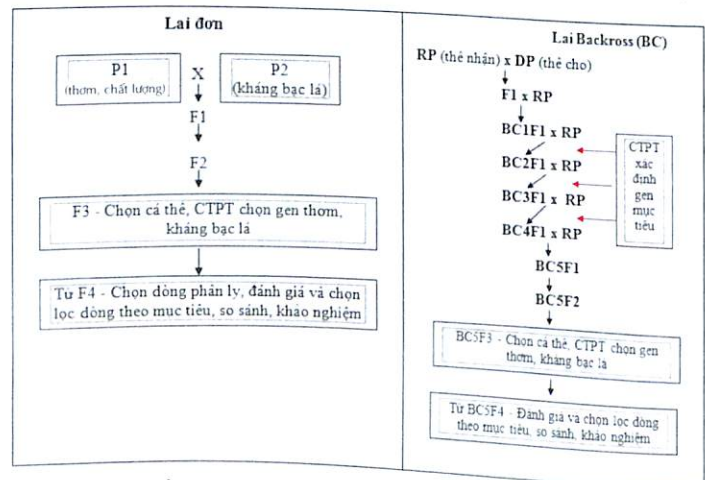 Lai đơn
P1
(thơm, chất lượng)
X
P2
(kháng bạc lá)
F1
F2
F3 - Chọn cá thể, CTPT chọn gen thơm,
kháng bạc lá
Từ F4 - Chọn dòng phân ly, đánh giá và chọn
lọc dòng theo mục tiêu, so sánh, khảo nghiệm
Lai Backross (BC)
RP (thể nhận) x DP (thể cho)
F1 x RP
BC1F1 x RP
BC2F1 x RP
BC3F1 x RP
BC4F1 x RP
BC5F1
BC5F2
CTPT
xác
định
gen
mục
tiêu
BC5F3 - Chọn cá thể, CTPT chọn gen
thơm, kháng bạc lá
Từ BC5F4 - Đánh giá và chọn lọc dòng
theo mục tiêu, so sánh, khảo nghiệm